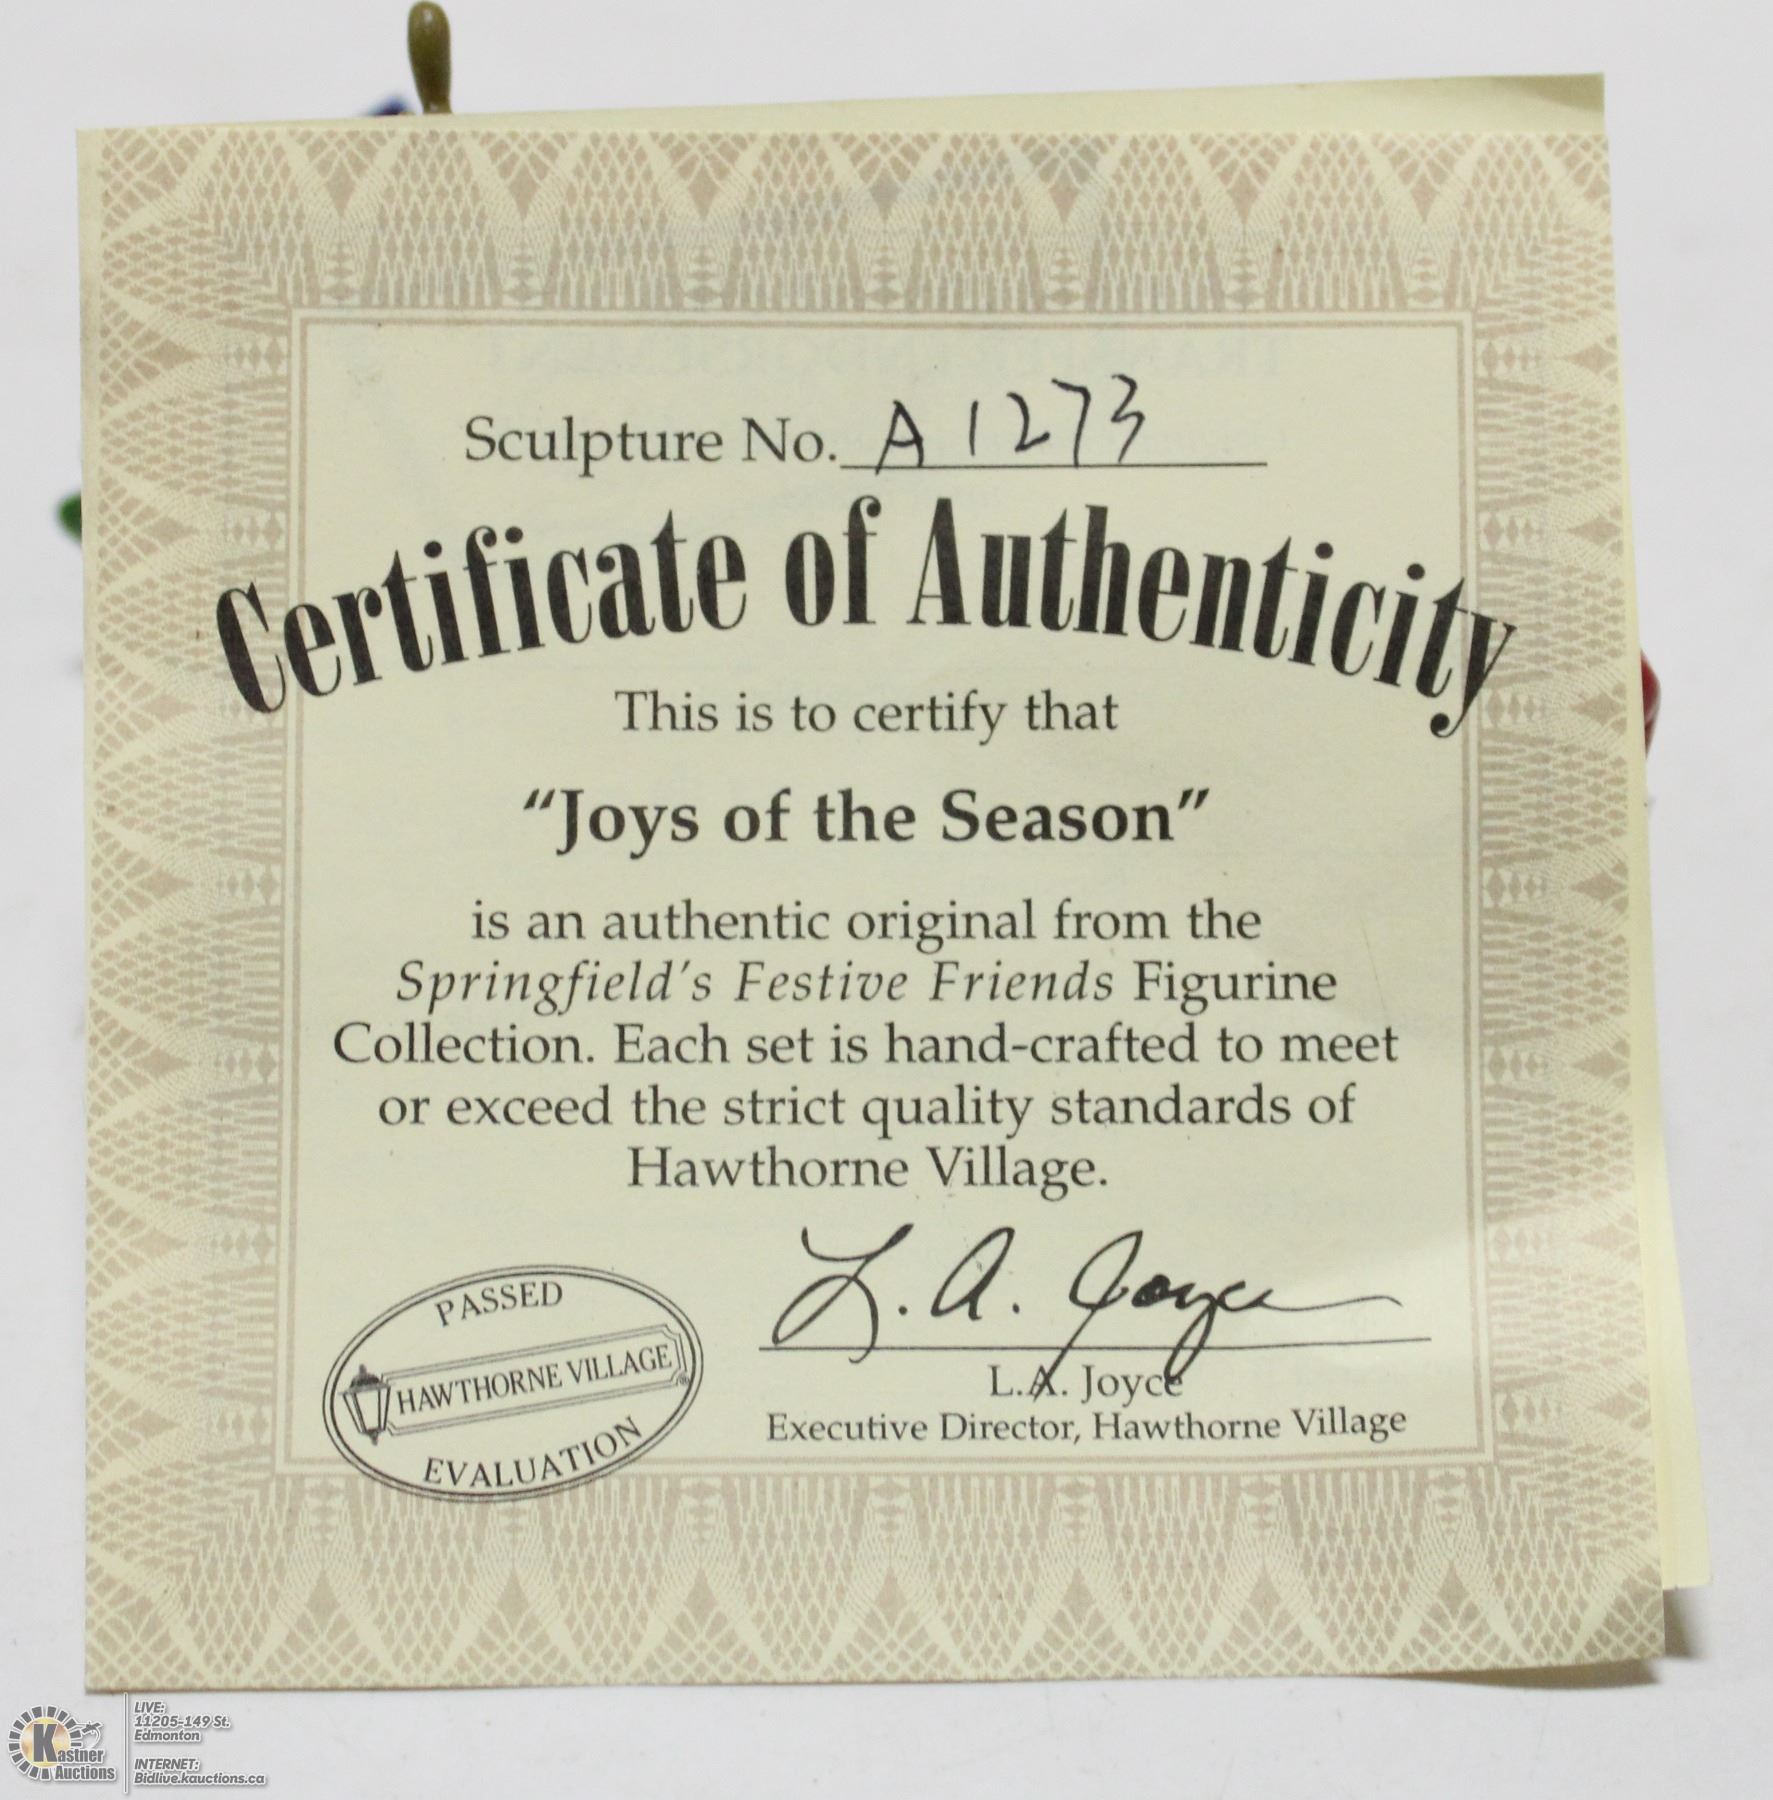 Sculpture No. A1273
Certificate of Authenticity
This is to certify that
"Joys of the Season"
is an authentic original from the
Springfield's Festive Friends Figurine
Collection. Each set is hand-crafted to meet
or exceed the strict quality standards of
Hawthorne Village.
PASSED
HAWTHORNE VILLAGE®
EVALUATION
L. A. Joyce
L.A. Joyce
Executive Director, Hawthorne Village
Kastner
Auctions
LIVE:
11205-149 St.
Edmonton
INTERNET:
Bidlive.kauctions.ca